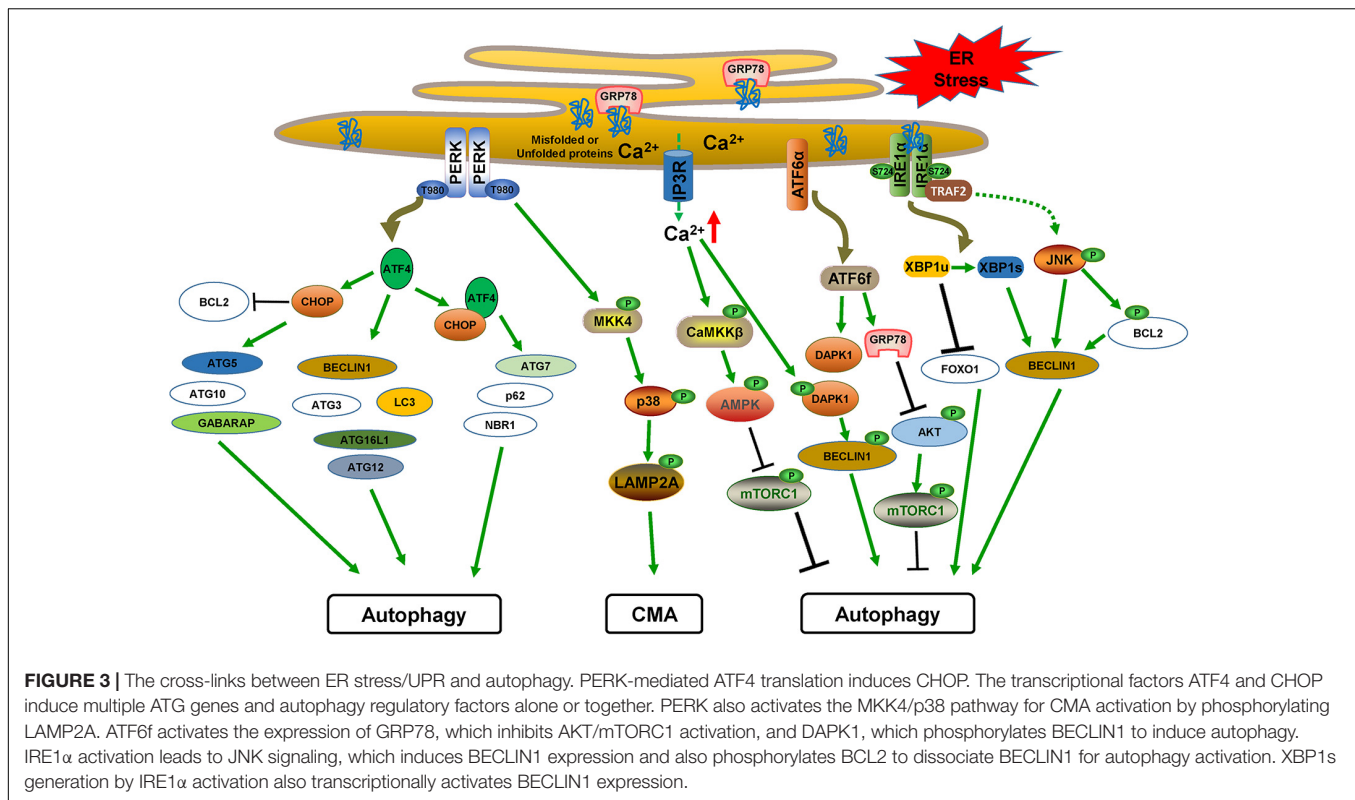 ER
Stress
GRP78
GRP78
Misfolded or
Unfolded proteins
Ca2+
Ca2+
PERK
PERK
T980
T980
IP3R
Ca2+
ATF6α
IRE1α
IRE1α
S724
S724
TRAF2
ATF4
BCL2
CHOP
ATF4
CHOP
MKK4
P
CaMKKβ
P
ATF6f
XBP1u
XBP1s
JNK
P
P
BCL2
GRP78
DAPK1
ATG5
BECLIN1
ATG7
FOXO1
BECLIN1
ATG10
ATG3
LC3
p62
p38
P
AMPK
P
P
DAPK1
GABARAP
NBR1
AKT
P
ATG16L1
BECLIN1
P
ATG12
LAMP2A
P
mTORC1
P
mTORC1
P
Autophagy
CMA
Autophagy
FIGURE 3 | The cross-links between ER stress/UPR and autophagy. PERK-mediated ATF4 translation induces CHOP. The transcriptional factors ATF4 and CHOP
induce multiple ATG genes and autophagy regulatory factors alone or together. PERK also activates the MKK4/p38 pathway for CMA activation by phosphorylating
LAMP2A. ATF6f activates the expression of GRP78, which inhibits AKT/mTORC1 activation, and DAPK1, which phosphorylates BECLIN1 to induce autophagy.
IRE1α activation leads to JNK signaling, which induces BECLIN1 expression and also phosphorylates BCL2 to dissociate BECLIN1 for autophagy activation. XBP1s
generation by IRE1α activation also transcriptionally activates BECLIN1 expression.